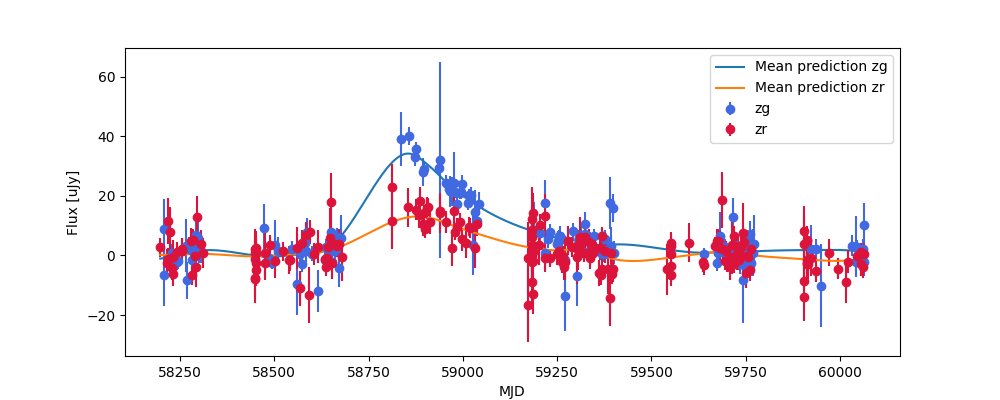 Mean prediction zg
Mean prediction zr
zg
zr
Flux [uJy]
60
40
20
0
−20
58250 58500 58750 59000 59250 59500 59750 60000
MJD